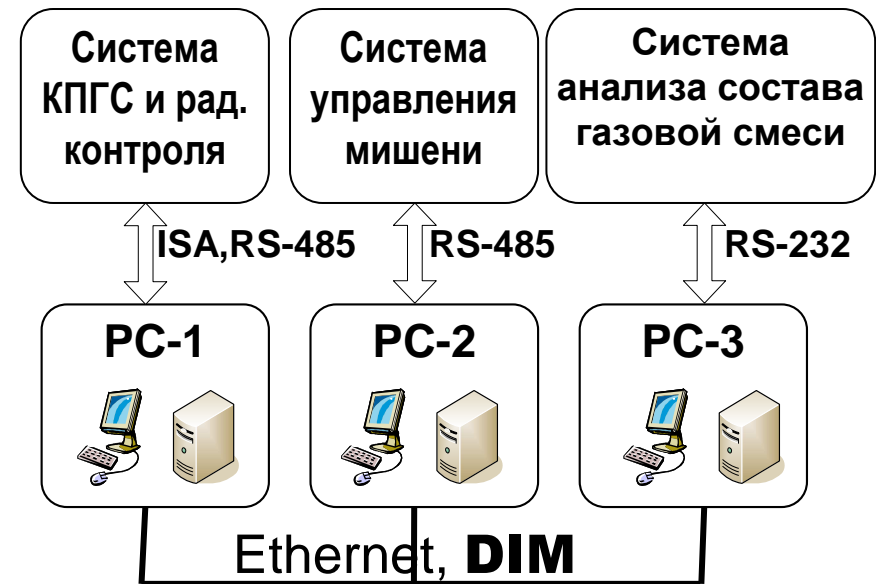 Система
КПГС и рад.
контроля
Система
управления
мишени
Система
анализа состава
газовой смеси
ISA,RS-485
RS-485
RS-232
PC-1
PC-2
PC-3
Ethernet, DIM